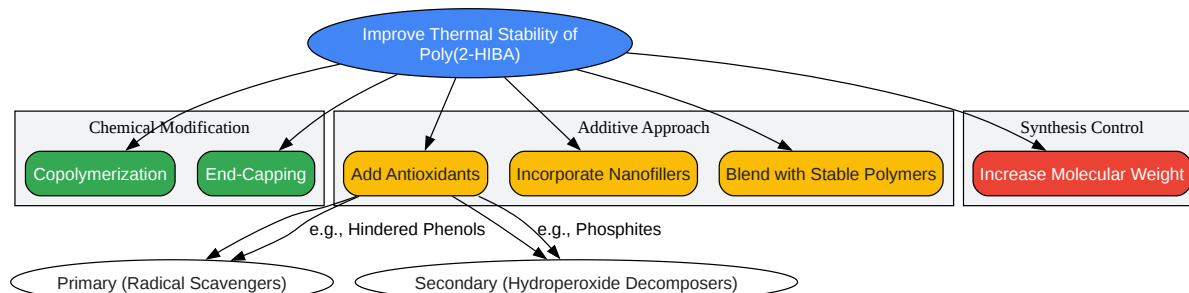 Improve Thermal Stability of
Poly(2-HIBA)
Chemical Modification
Additive Approach
Synthesis Control
Copolymerization
End-Capping
Add Antioxidants
Incorporate Nanofillers
Blend with Stable Polymers
Increase Molecular Weight
e.g., Hindered Phenols
e.g., Phosphites
Primary (Radical Scavengers)
Secondary (Hydroperoxide Decomposers)